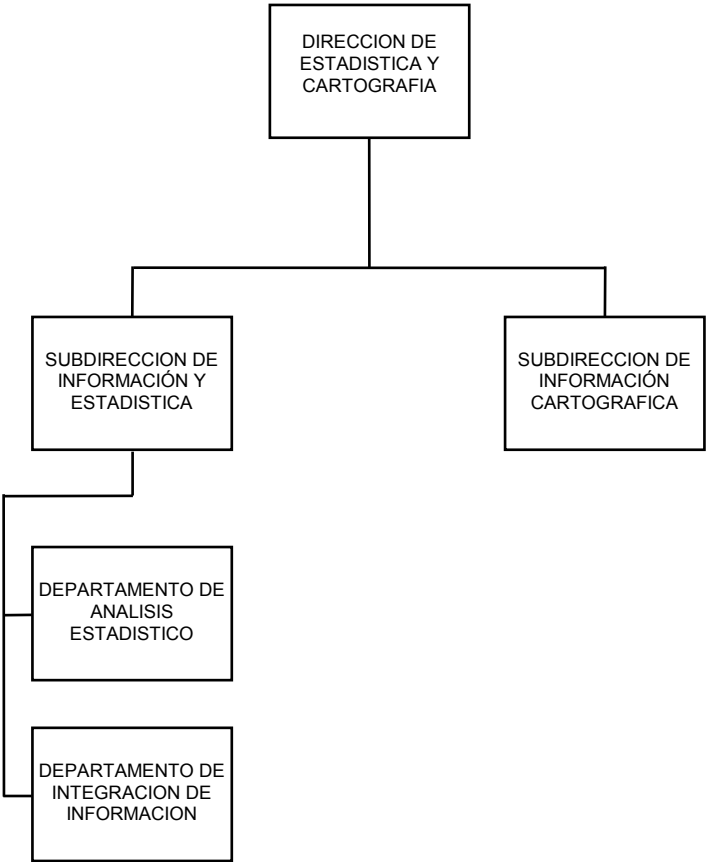 DIRECCION DE
ESTADISTICA Y
CARTOGRAFIA
SUBDIRECCION DE
INFORMACIÓN Y
ESTADISTICA
SUBDIRECCION DE
INFORMACIÓN
CARTOGRAFICA
DEPARTAMENTO DE
ANALISIS
ESTADISTICO
DEPARTAMENTO DE
INTEGRACION DE
INFORMACION